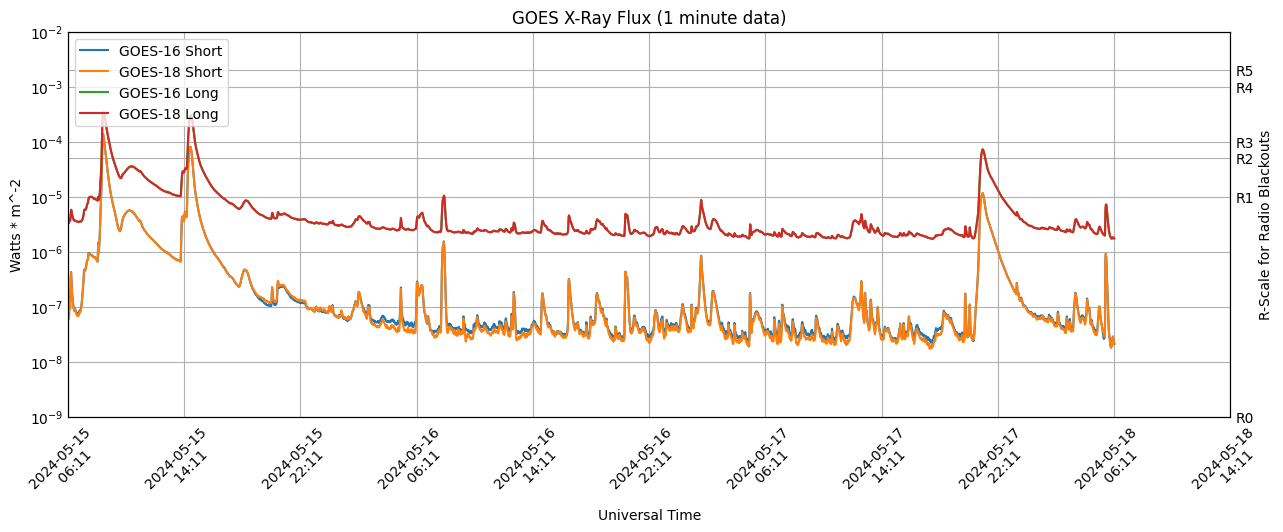 GOES X-Ray Flux (1 minute data)
GOES-16 Short
GOES-18 Short
GOES-16 Long
GOES-18 Long
Watts * m^-2
10⁻²
10⁻³
10⁻⁴
10⁻⁵
10⁻⁶
10⁻⁷
10⁻⁸
10⁻⁹
R5
R4
R3
R2
R1
R0
R-Scale for Radio Blackouts
2024-05-15
06:11
2024-05-15
14:11
2024-05-15
22:11
2024-05-16
06:11
2024-05-16
14:11
2024-05-16
22:11
2024-05-17
06:11
2024-05-17
14:11
2024-05-17
22:11
2024-05-18
06:11
2024-05-18
14:11
Universal Time